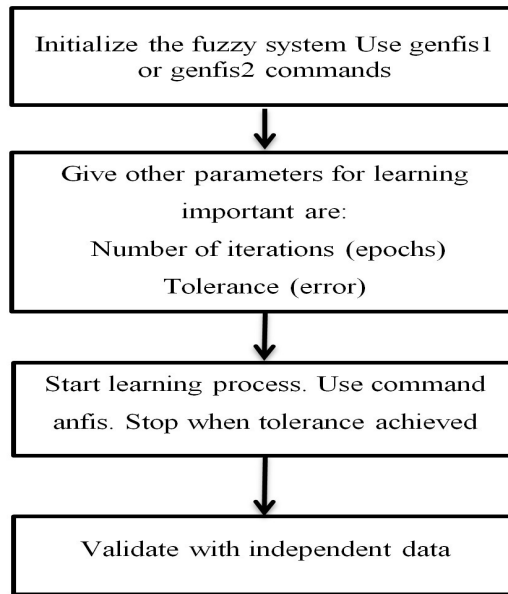 Initialize the fuzzy system Use genfis1
or genfis2 commands
Give other parameters for learning
important are:
Number of iterations (epochs)
Tolerance (error)
Start learning process. Use command
anfis. Stop when tolerance achieved
Validate with independent data